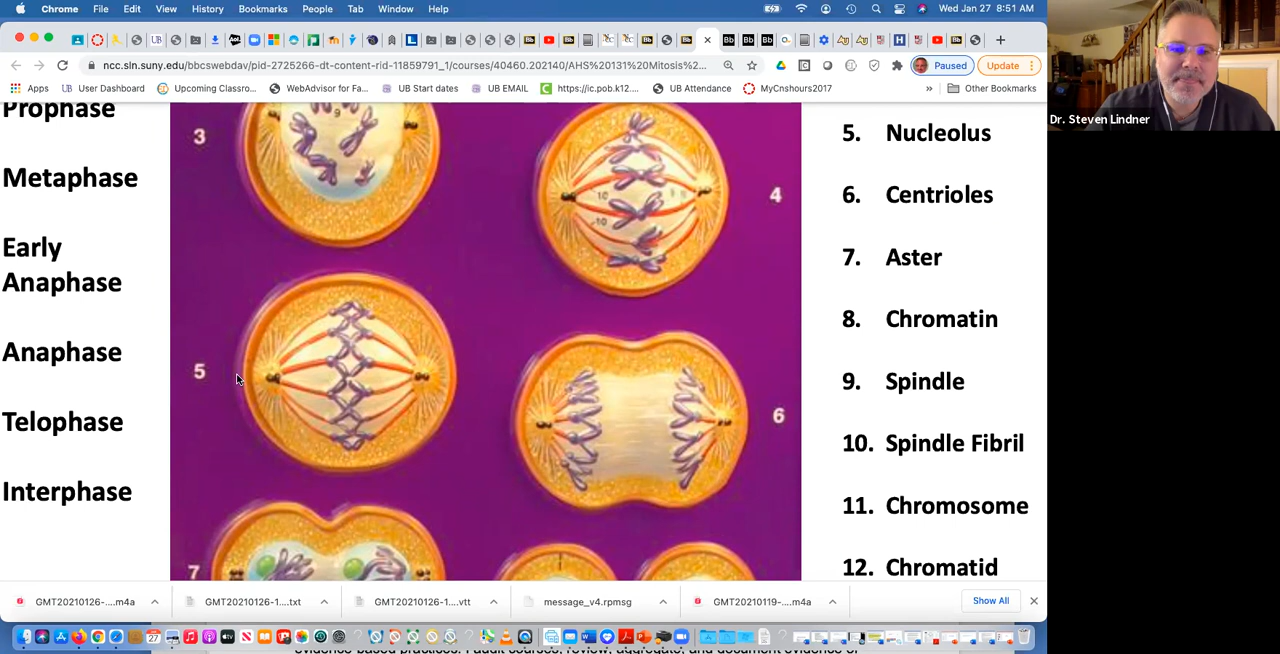 Chrome File Edit View History Bookmarks People Tab Window Help Wed Jan 27 8:51 AM
ncc.sln.suny.edu/bbcswebdav/pid-2725266-dt-content-rid-11859791_1/courses/40460.202140/AHS%20131%20Mitosis%2... Paused Update
Apps User Dashboard Upcoming Classro... WebAdvisor for Fa... UB Start dates UB EMAIL https://ic.pob.k12.... UB Attendance MyCnshours2017 » Other Bookmarks
Dr. Steven Lindner
Prophase
Metaphase
Early
Anaphase
Anaphase
Telophase
Interphase
3
9
4
10
10
5
6
7
5. Nucleolus
6. Centrioles
7. Aster
8. Chromatin
9. Spindle
10. Spindle Fibril
11. Chromosome
12. Chromatid
GMT20210126-....m4a GMT20210126-1....txt GMT20210126-1....vtt message_v4.rpmsg GMT20210119-....m4a Show All